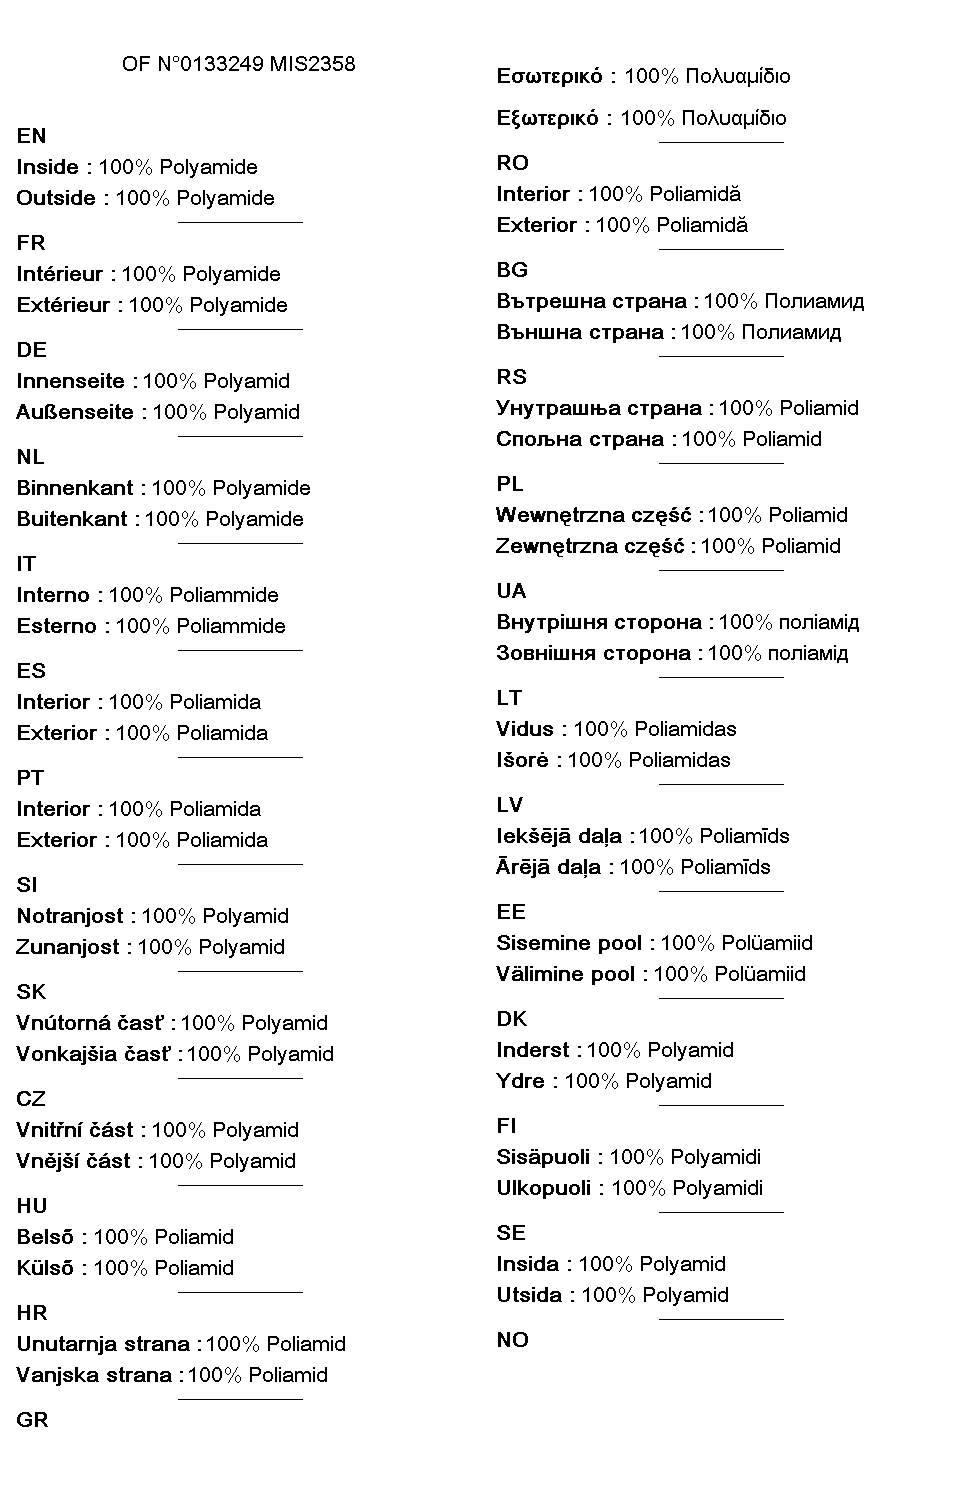 OF N°0133249 MIS2358
EN
Inside : 100% Polyamide
Outside : 100% Polyamide
FR
Intérieur : 100% Polyamide
Extérieur : 100% Polyamide
DE
Innenseite : 100% Polyamid
Außenseite : 100% Polyamid
NL
Binnenkant : 100% Polyamide
Buitenkant : 100% Polyamide
IT
Interno : 100% Poliammide
Esterno : 100% Poliammide
ES
Interior : 100% Poliamida
Exterior : 100% Poliamida
PT
Interior : 100% Poliamida
Exterior : 100% Poliamida
SI
Notranjost : 100% Polyamid
Zunanjost : 100% Polyamid
SK
Vnútorná časť : 100% Polyamid
Vonkajšia časť : 100% Polyamid
CZ
Vnitřní část : 100% Polyamid
Vnější část : 100% Polyamid
HU
Belső : 100% Poliamid
Külső : 100% Poliamid
HR
Unutarnja strana : 100% Poliamid
Vanjska strana : 100% Poliamid
GR
Εσωτερικό : 100% Πολυαμίδιο
Εξωτερικό : 100% Πολυαμίδιο
RO
Interior : 100% Poliamidă
Exterior : 100% Poliamidă
BG
Вътрешна страна : 100% Полиамид
Външна страна : 100% Полиамид
RS
Унутрашња страна : 100% Poliamid
Спољна страна : 100% Poliamid
PL
Wewnętrzna część : 100% Poliamid
Zewnętrzna część : 100% Poliamid
UA
Внутрішня сторона : 100% поліамід
Зовнішня сторона : 100% поліамід
LT
Vidus : 100% Poliamidas
Išorė : 100% Poliamidas
LV
Iekšējā daļa : 100% Poliamīds
Ārējā daļa : 100% Poliamīds
EE
Sisemine pool : 100% Polüamiid
Välimine pool : 100% Polüamiid
DK
Inderst : 100% Polyamid
Ydre : 100% Polyamid
FI
Sisäpuoli : 100% Polyamidi
Ulkopuoli : 100% Polyamidi
SE
Insida : 100% Polyamid
Utsida : 100% Polyamid
NO